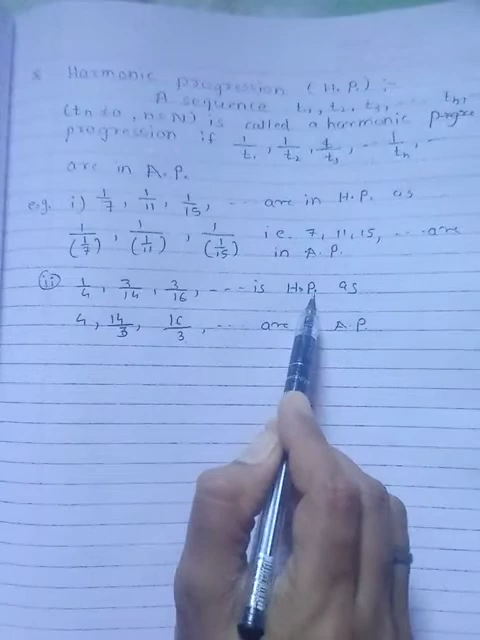 * Harmonic progression (H.P.) :-
A sequence t₁, t₂, t₃, ... tₙ, ...
(tn ≠ 0, n ∈ N) is called a harmonic
progression if 1/t₁, 1/t₂, 1/t₃, ... 1/tₙ, ...
are in A.P.
e.g. i) 1/7, 1/11, 1/15, ... are in H.P. as
1/(1/7), 1/(1/11), 1/(1/15) i.e. 7, 11, 15, ... are
in A.P.
(ii) 1/4, 3/14, 3/16, ... is H.P. as
4, 14/3, 16/3, ... are A.P.